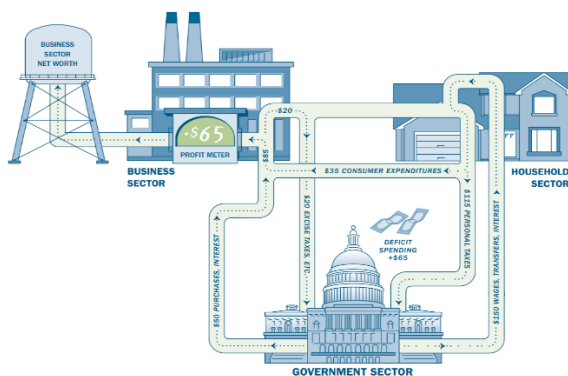 BUSINESS
SECTOR
NET WORTH
+$65
PROFIT METER
BUSINESS
SECTOR
$20
$85
$35 CONSUMER EXPENDITURES
HOUSEHOLD
SECTOR
$20 EXCISE TAXES, ETC.
$115 PERSONAL TAXES
$50 PURCHASES, INTEREST
$150 WAGES, TRANSFERS, INTEREST
DEFICIT
SPENDING
+$65
GOVERNMENT SECTOR